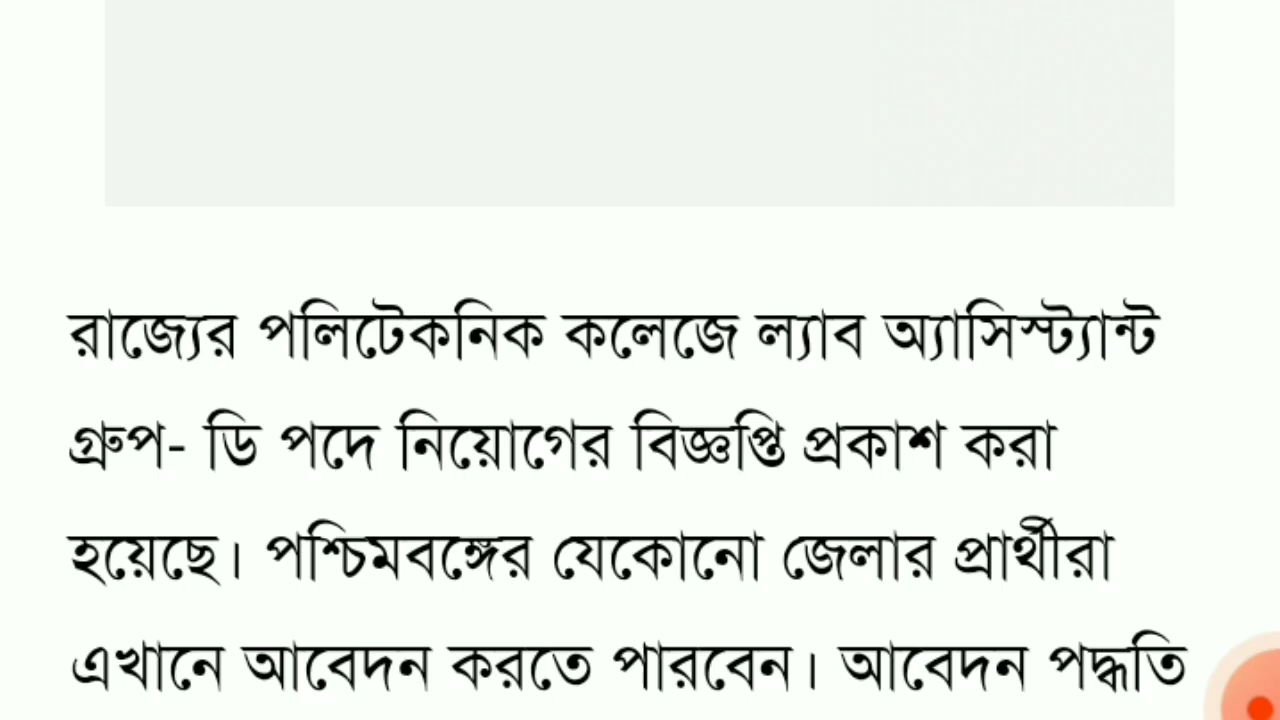 রাজ্যের পলিটেকনিক কলেজে ল্যাব অ্যাসিস্ট্যান্ট
গ্রুপ- ডি পদে নিয়োগের বিজ্ঞপ্তি প্রকাশ করা
হয়েছে। পশ্চিমবঙ্গের যেকোনো জেলার প্রার্থীরা
এখানে আবেদন করতে পারবেন। আবেদন পদ্ধতি